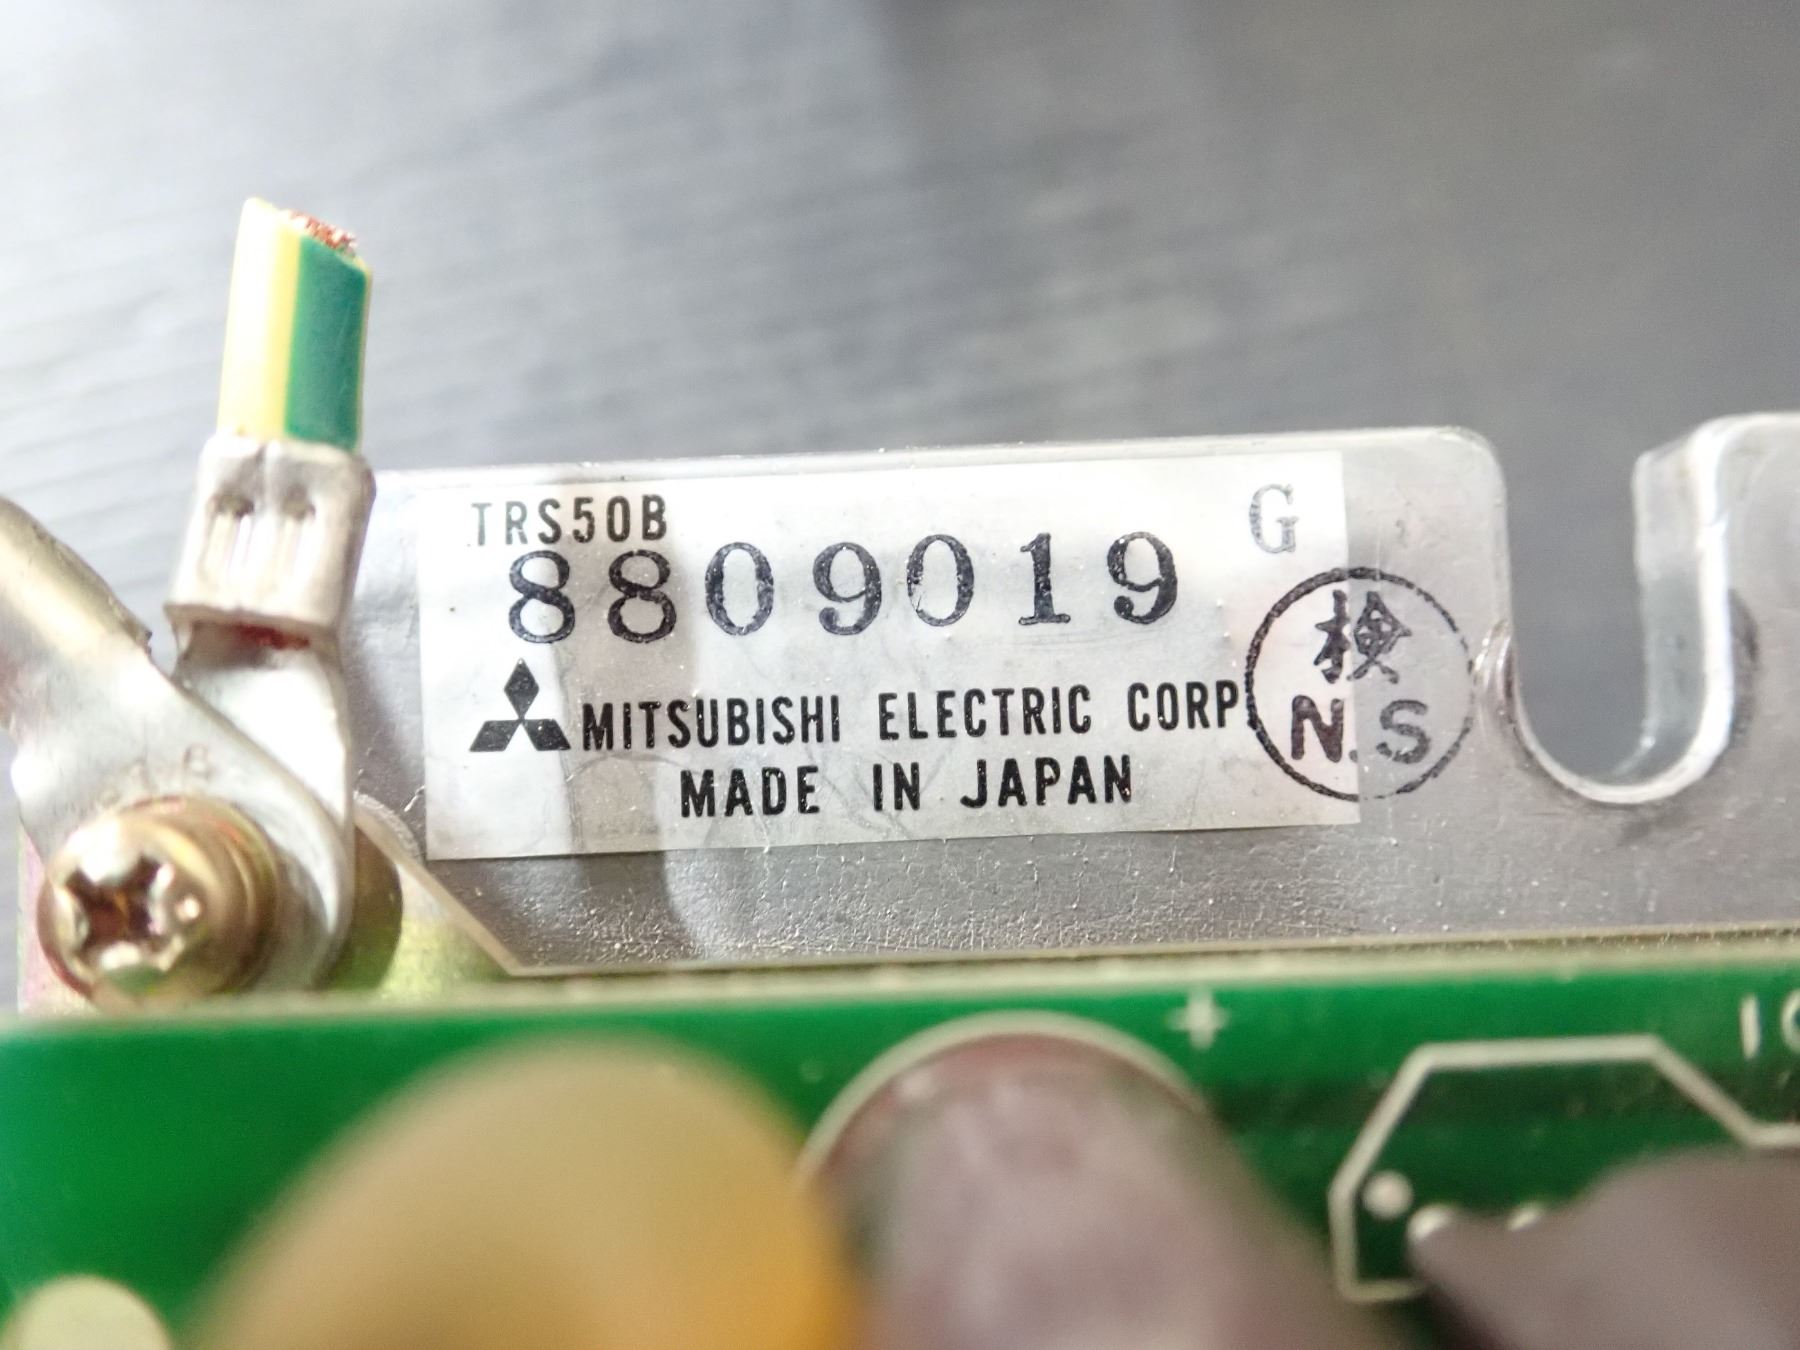 TRS50B G
8809019
MITSUBISHI ELECTRIC CORP.
MADE IN JAPAN
検
N.S
+